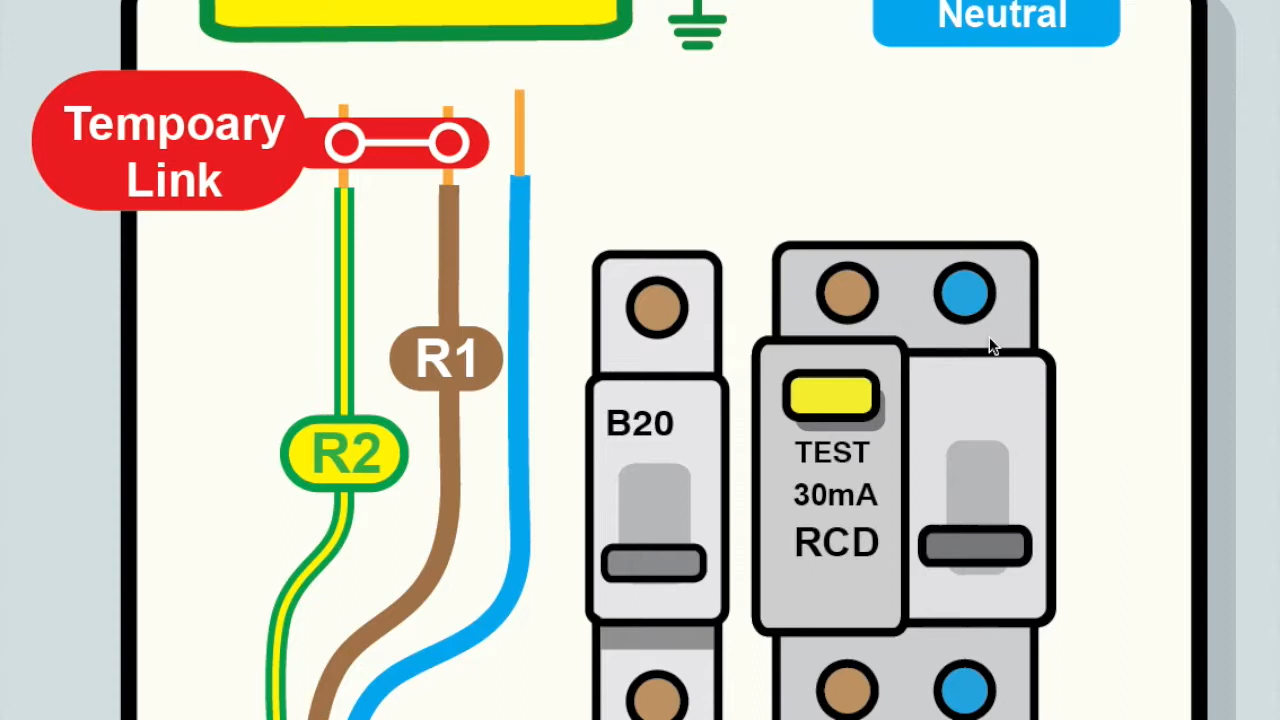 Neutral
Tempoary
Link
R1
R2
B20
TEST
30mA
RCD